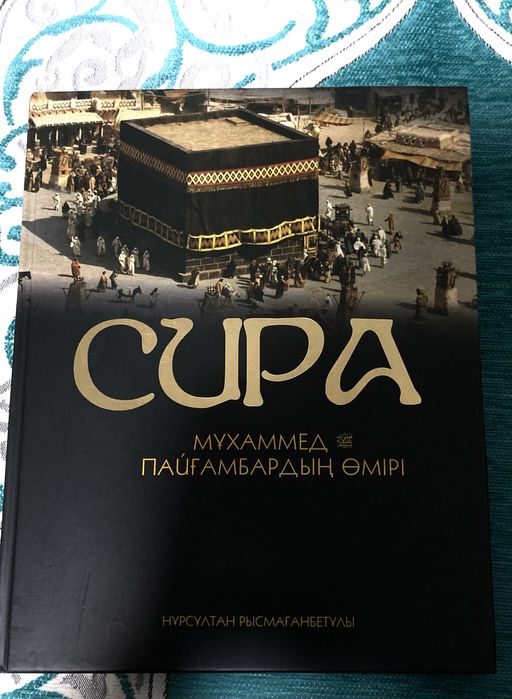 СИРА
МҰХАММЕД ﷺ
ПАЙҒАМБАРДЫҢ ӨМІРІ
НҰРСҰЛТАН РЫСМАҒАНБЕТҰЛЫ